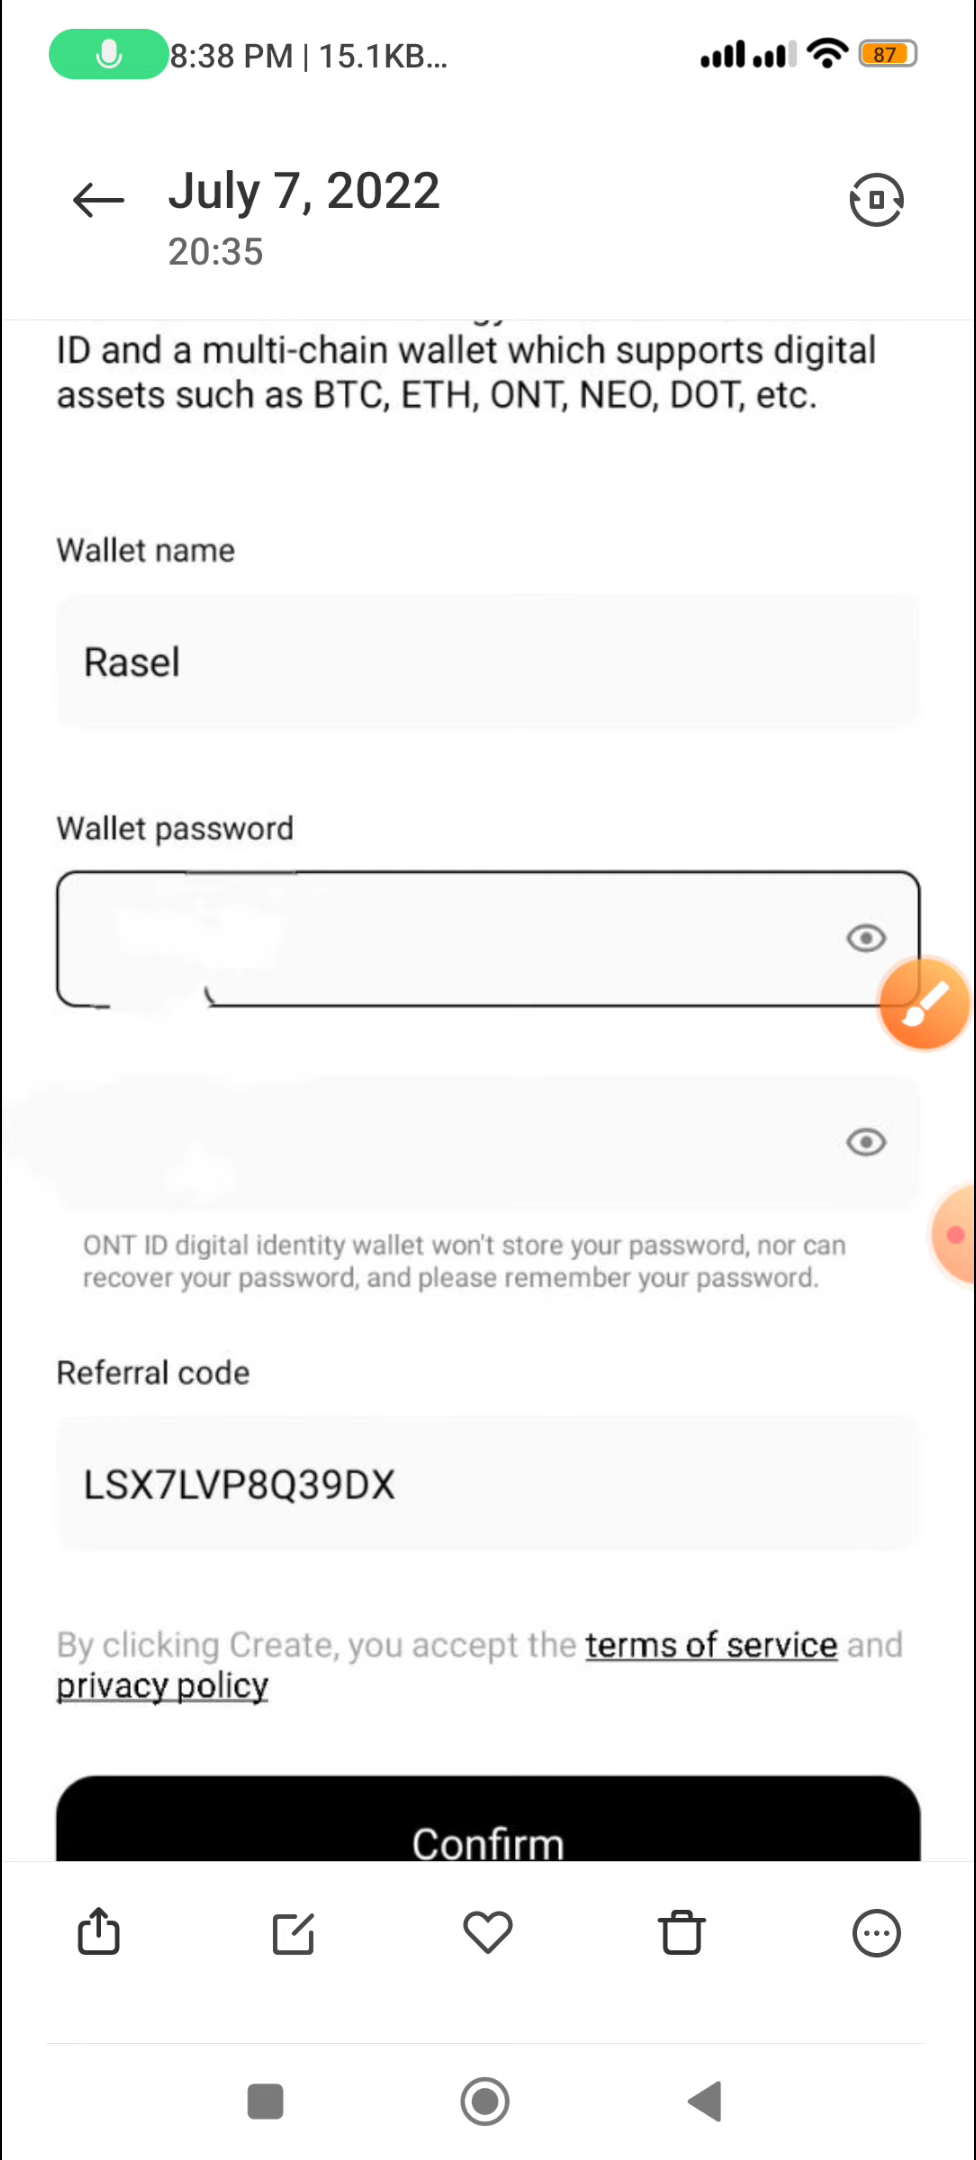 8:38 PM | 15.1KB...
87
July 7, 2022
20:35
ID and a multi-chain wallet which supports digital
assets such as BTC, ETH, ONT, NEO, DOT, etc.
Wallet name
Rasel
Wallet password
ONT ID digital identity wallet won't store your password, nor can
recover your password, and please remember your password.
Referral code
LSX7LVP8Q39DX
By clicking Create, you accept the terms of service and
privacy policy
Confirm